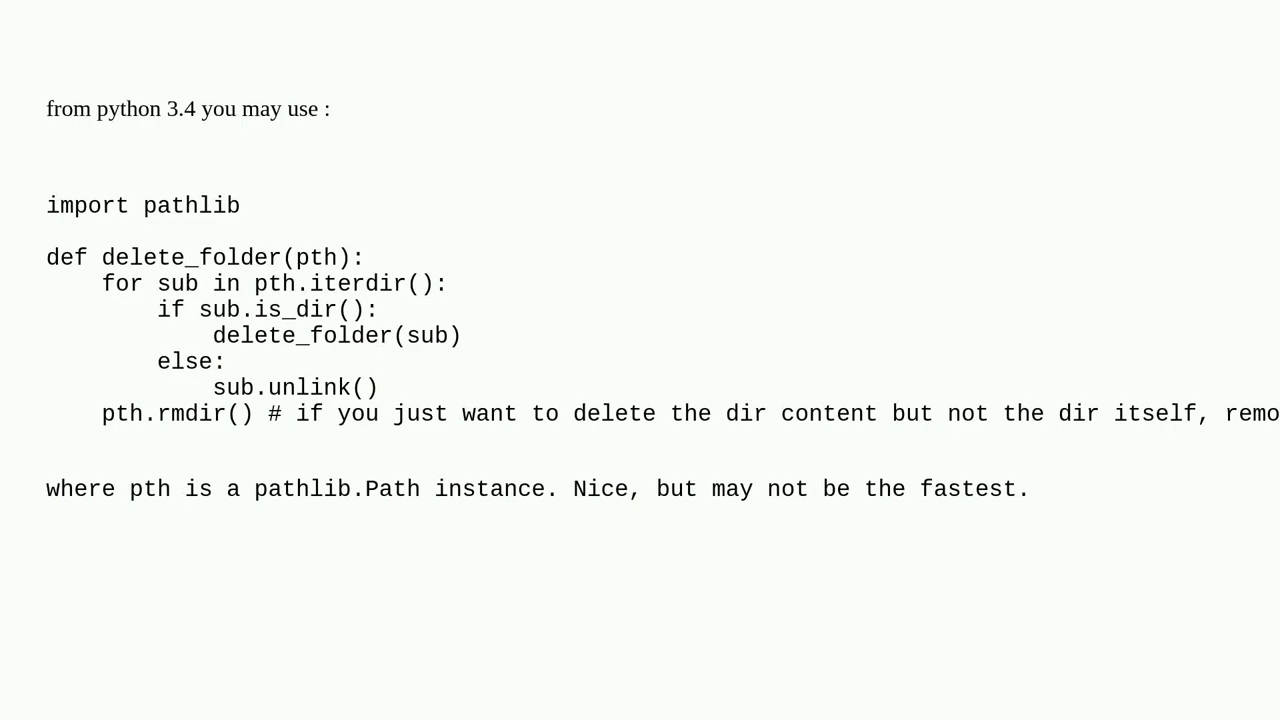 from python 3.4 you may use :
import pathlib
def delete_folder(pth):
    for sub in pth.iterdir():
        if sub.is_dir():
            delete_folder(sub)
        else:
            sub.unlink()
    pth.rmdir() # if you just want to delete the dir content but not the dir itself, remo
where pth is a pathlib.Path instance. Nice, but may not be the fastest.